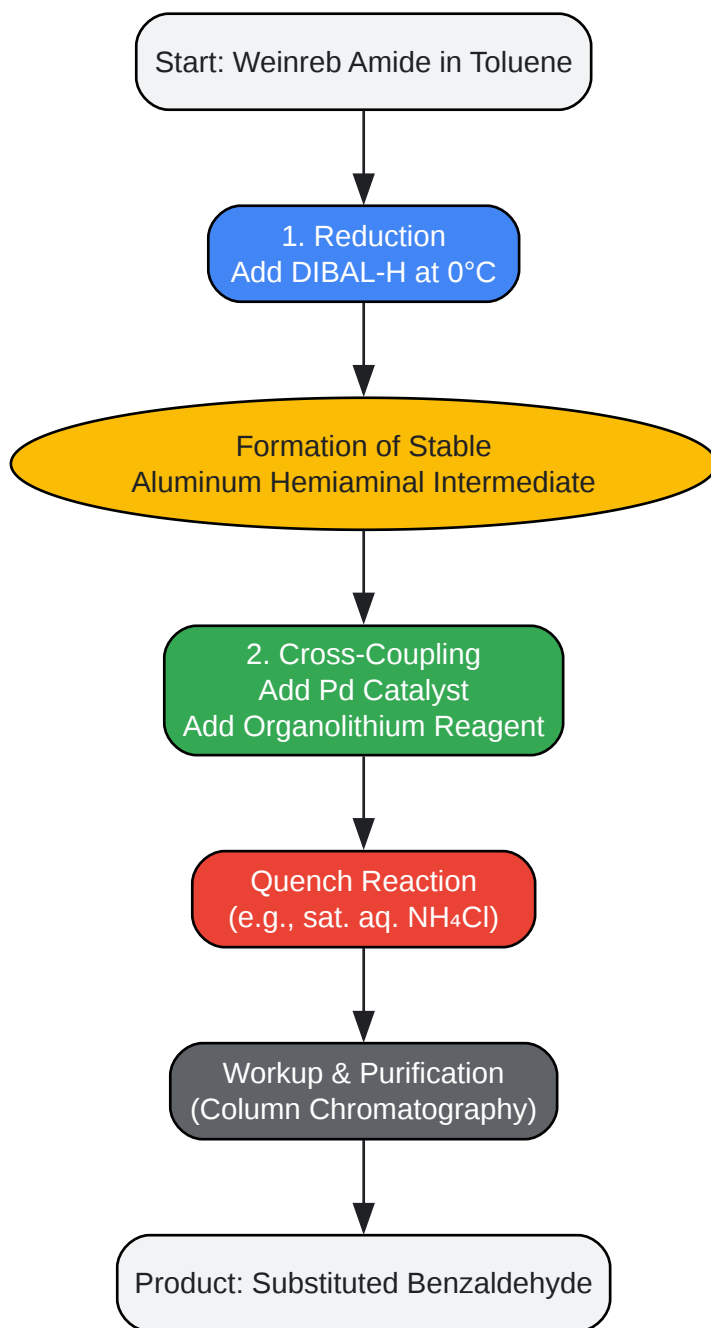 Start: Weinreb Amide in Toluene
1. Reduction
Add DIBAL-H at 0°C
Formation of Stable
Aluminum Hemiaminal Intermediate
2. Cross-Coupling
Add Pd Catalyst
Add Organolithium Reagent
Quench Reaction
(e.g., sat. aq. NH₄Cl)
Workup & Purification
(Column Chromatography)
Product: Substituted Benzaldehyde